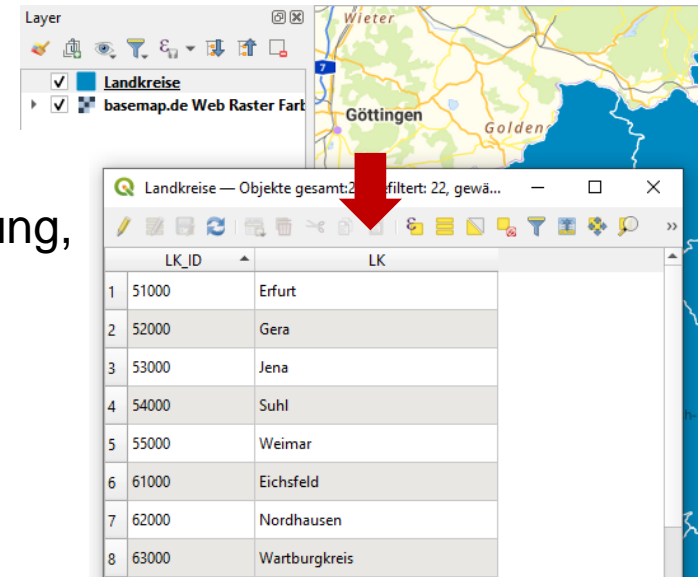 Layer
Landkreise
basemap.de Web Raster Farb
Wieter
7
Göttingen
Golden
ung,
Landkreise — Objekte gesamt:2 efiltert: 22, gewä...
LK_ID LK
1 51000 Erfurt
2 52000 Gera
3 53000 Jena
4 54000 Suhl
5 55000 Weimar
6 61000 Eichsfeld
7 62000 Nordhausen
8 63000 Wartburgkreis